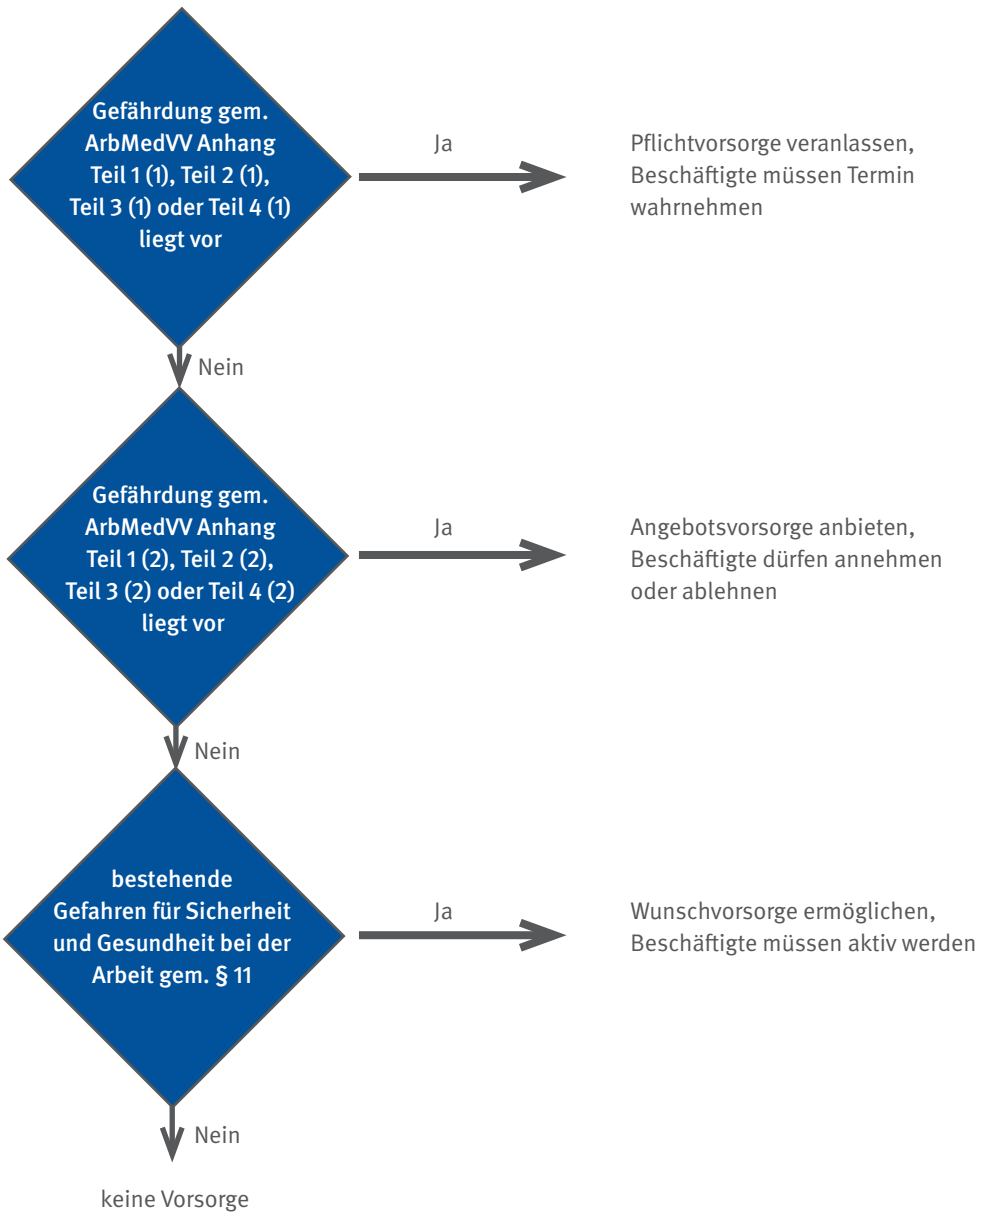 Gefährdung gem.
ArbMedVV Anhang
Teil 1 (1), Teil 2 (1),
Teil 3 (1) oder Teil 4 (1)
liegt vor
Ja
Pflichtvorsorge veranlassen,
Beschäftigte müssen Termin
wahrnehmen
Nein
Gefährdung gem.
ArbMedVV Anhang
Teil 1 (2), Teil 2 (2),
Teil 3 (2) oder Teil 4 (2)
liegt vor
Ja
Angebotsvorsorge anbieten,
Beschäftigte dürfen annehmen
oder ablehnen
Nein
bestehende
Gefahren für Sicherheit
und Gesundheit bei der
Arbeit gem. § 11
Ja
Wunschvorsorge ermöglichen,
Beschäftigte müssen aktiv werden
Nein
keine Vorsorge